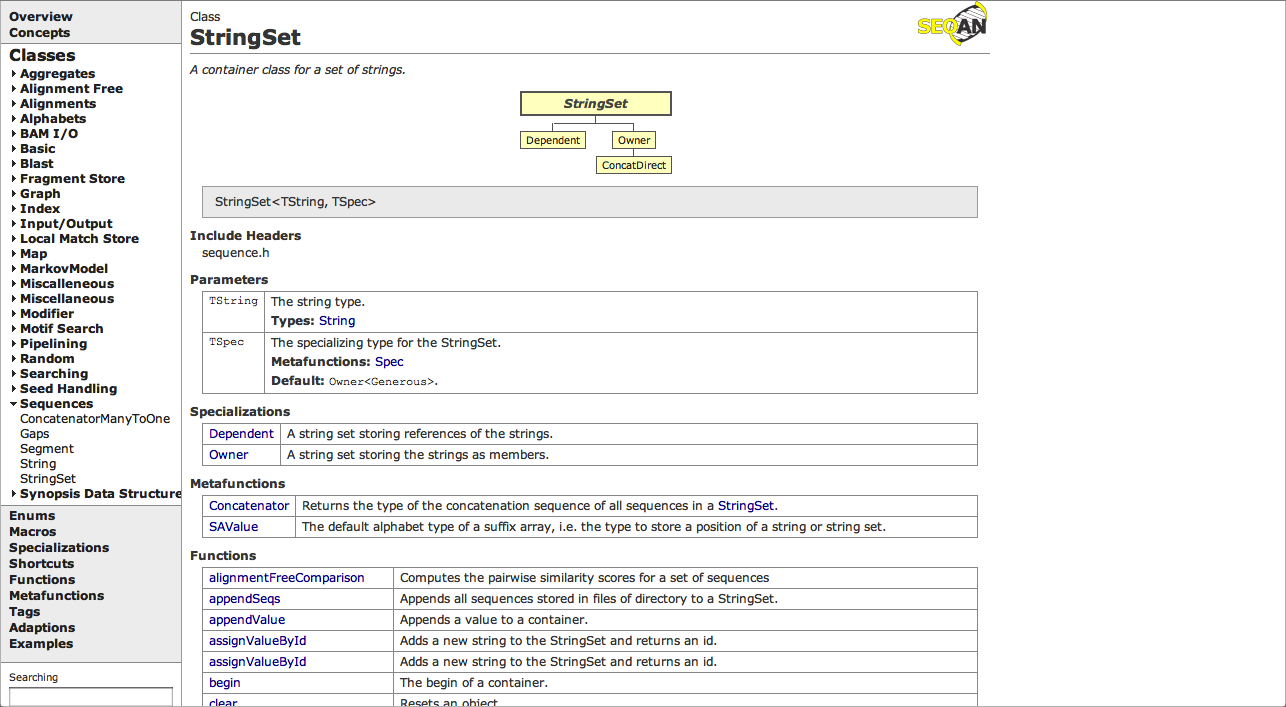 Overview
Concepts
Classes
Aggregates
Alignment Free
Alignments
Alphabets
BAM I/O
Basic
Blast
Fragment Store
Graph
Index
Input/Output
Local Match Store
Map
MarkovModel
Miscalleneous
Miscellaneous
Modifier
Motif Search
Pipelining
Random
Searching
Seed Handling
Sequences
ConcatenatorManyToOne
Gaps
Segment
String
StringSet
Synopsis Data Structure
Enums
Macros
Specializations
Shortcuts
Functions
Metafunctions
Tags
Adaptions
Examples
Searching
Class
SEQAN
StringSet
A container class for a set of strings.
StringSet
Dependent Owner
ConcatDirect
StringSet<TString, TSpec>
Include Headers
sequence.h
Parameters
TString The string type.
Types: String
TSpec The specializing type for the StringSet.
Metafunctions: Spec
Default: Owner<Generous>.
Specializations
Dependent A string set storing references of the strings.
Owner A string set storing the strings as members.
Metafunctions
Concatenator Returns the type of the concatenation sequence of all sequences in a StringSet.
SAValue The default alphabet type of a suffix array, i.e. the type to store a position of a string or string set.
Functions
alignmentFreeComparison Computes the pairwise similarity scores for a set of sequences
appendSeqs Appends all sequences stored in files of directory to a StringSet.
appendValue Appends a value to a container.
assignValueById Adds a new string to the StringSet and returns an id.
assignValueById Adds a new string to the StringSet and returns an id.
begin The begin of a container.
clear Resets an object.